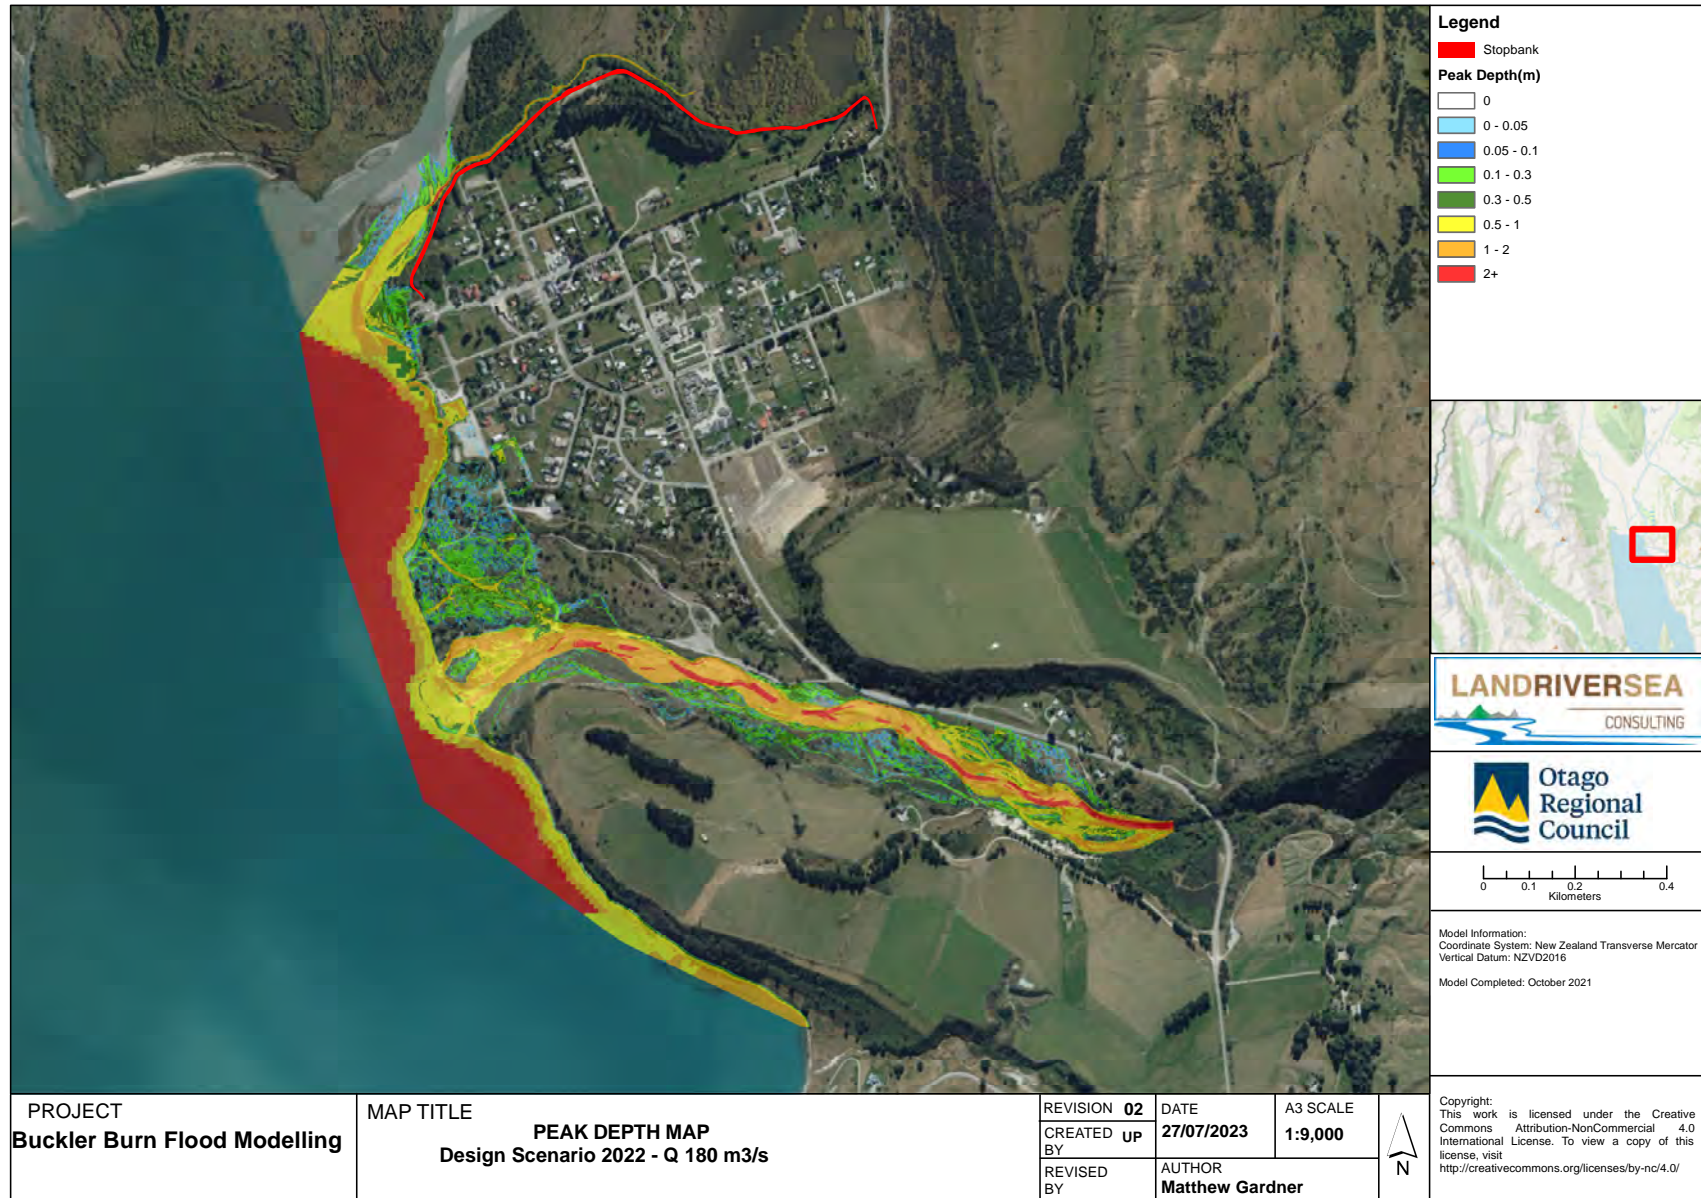 Legend
Stopbank
Peak Depth(m)
0
0 - 0.05
0.05 - 0.1
0.1 - 0.3
0.3 - 0.5
0.5 - 1
1 - 2
2+
LANDRIVERSEA
CONSULTING
Otago
Regional
Council
0 0.1 0.2 0.4
Kilometers
Model Information:
Coordinate System: New Zealand Transverse Mercator
Vertical Datum: NZVD2016
Model Completed: October 2021
Copyright:
This work is licensed under the Creative
Commons Attribution-NonCommercial 4.0
International License. To view a copy of this
license, visit
http://creativecommons.org/licenses/by-nc/4.0/
PROJECT
Buckler Burn Flood Modelling
MAP TITLE
PEAK DEPTH MAP
Design Scenario 2022 - Q 180 m3/s
REVISION 02
CREATED BY UP
REVISED BY
DATE
27/07/2023
A3 SCALE
1:9,000
AUTHOR
Matthew Gardner
N